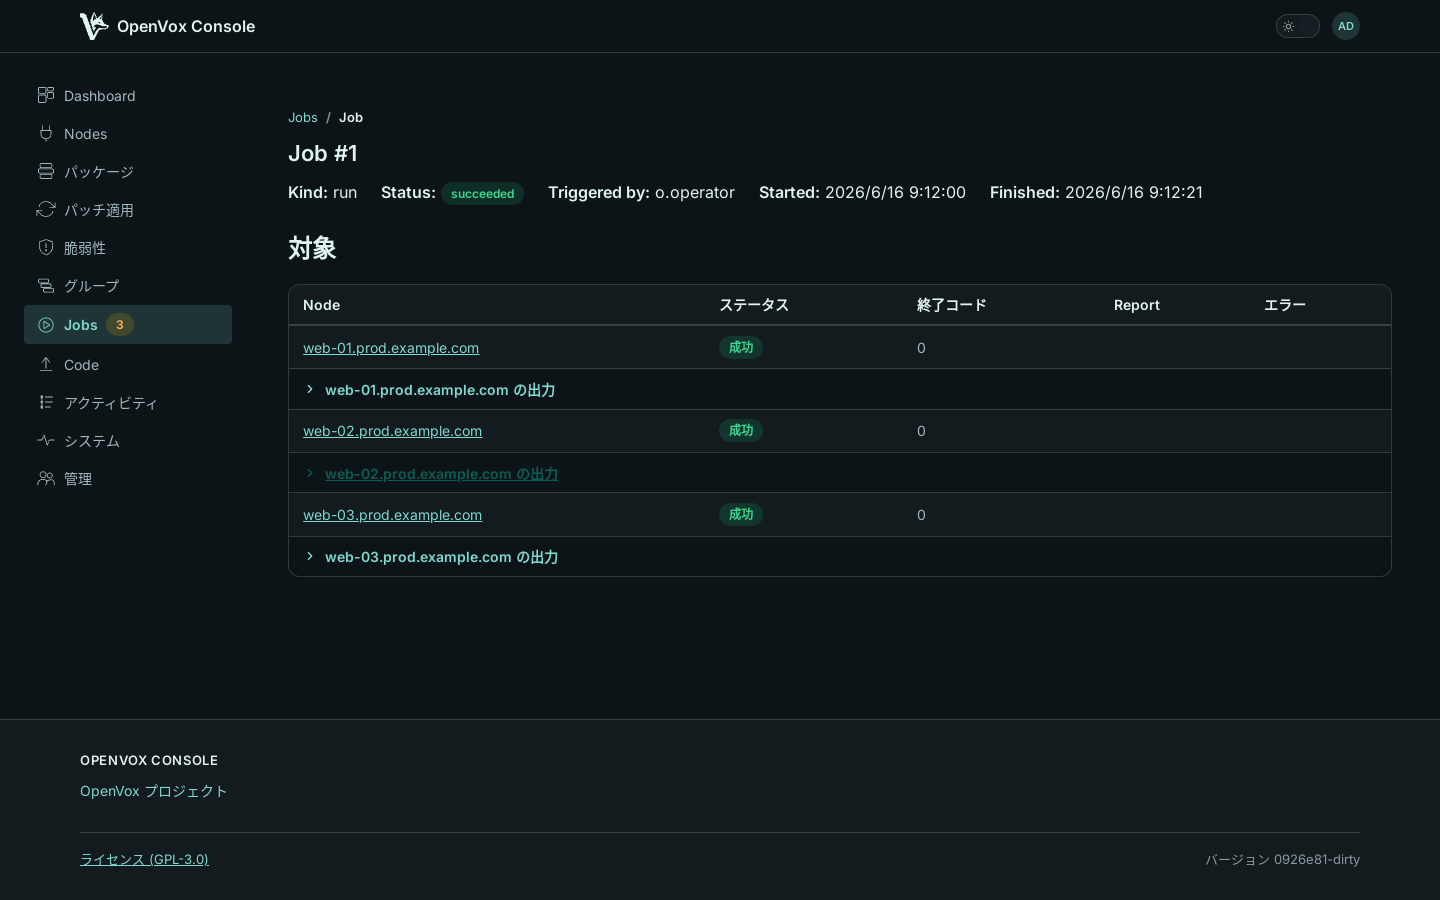 OpenVox Console
AD
Dashboard
Nodes
パッケージ
パッチ適用
脆弱性
グループ
Jobs 3
Code
アクティビティ
システム
管理
Jobs / Job
Job #1
Kind: run Status: succeeded Triggered by: o.operator Started: 2026/6/16 9:12:00 Finished: 2026/6/16 9:12:21
対象
Node ステータス 終了コード Report エラー
web-01.prod.example.com 成功 0
web-01.prod.example.com の出力
web-02.prod.example.com 成功 0
web-02.prod.example.com の出力
web-03.prod.example.com 成功 0
web-03.prod.example.com の出力
OPENVOX CONSOLE
OpenVox プロジェクト
ライセンス (GPL-3.0)
バージョン 0926e81-dirty